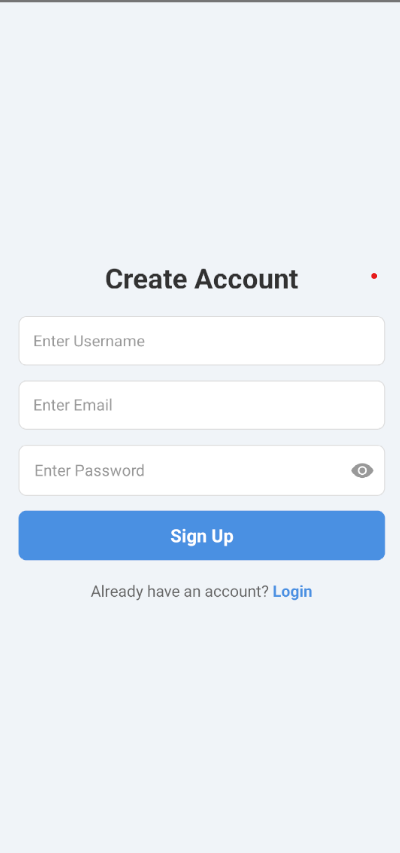 Create Account
Enter Username
Enter Email
Enter Password
Sign Up
Already have an account? Login